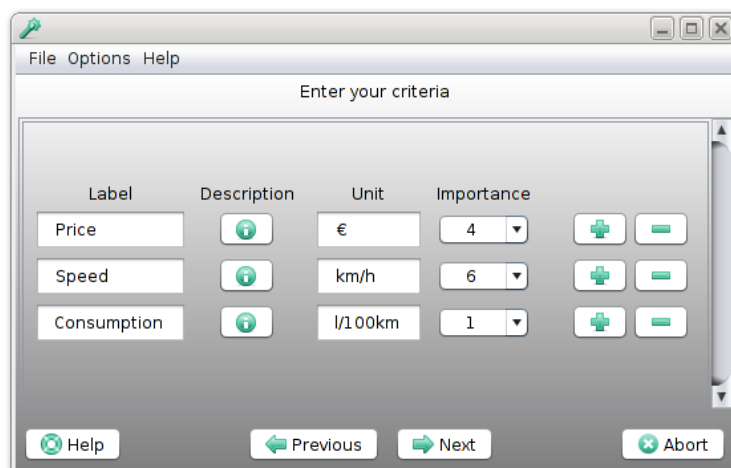 File Options Help
Enter your criteria
Label Description Unit Importance
Price € 4
Speed km/h 6
Consumption l/100km 1
Help Previous Next Abort